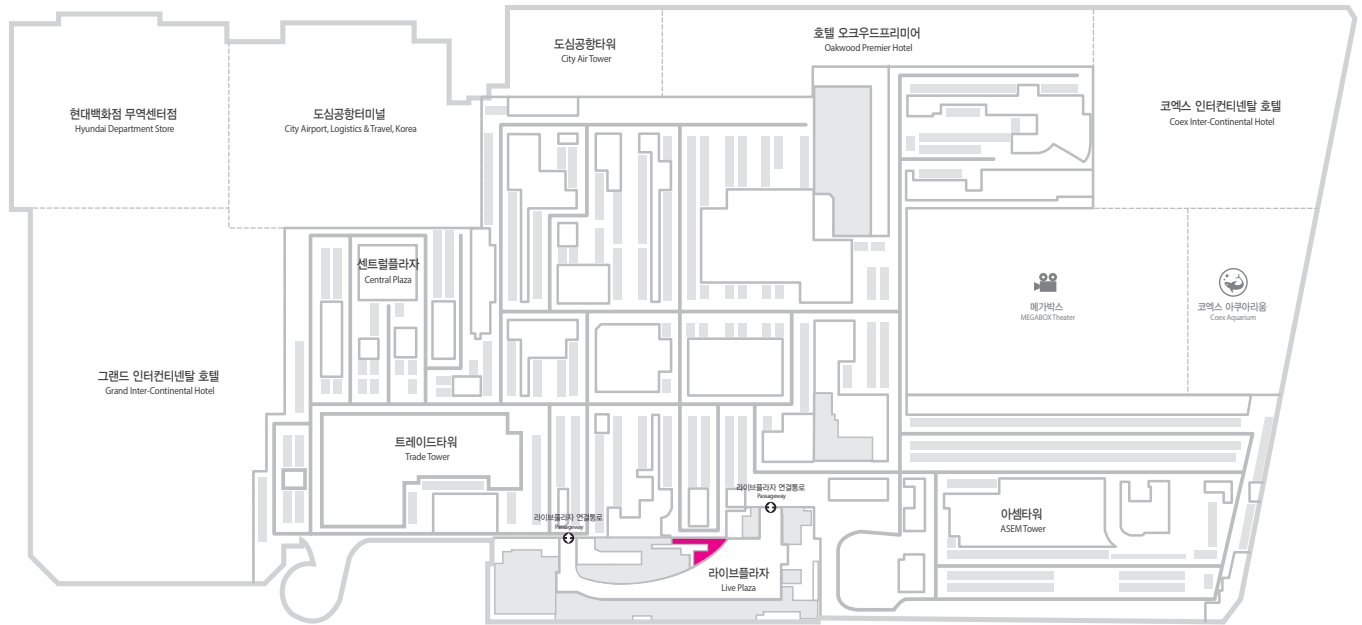 호텔 오크우드프리미어
Oakwood Premier Hotel
도심공항타워
City Air Tower
현대백화점 무역센터점
Hyundai Department Store
도심공항터미널
City Airport, Logistics & Travel, Korea
코엑스 인터컨티넨탈 호텔
Coex Inter-Continental Hotel
센트럴플라자
Central Plaza
메가박스
MEGABOX Theater
코엑스 아쿠아리움
Coex Aquarium
그랜드 인터컨티넨탈 호텔
Grand Inter-Continental Hotel
트레이드타워
Trade Tower
라이브플라자 연결통로
Passageway
라이브플라자 연결통로
Passageway
아셈타워
ASEM Tower
라이브플라자
Live Plaza